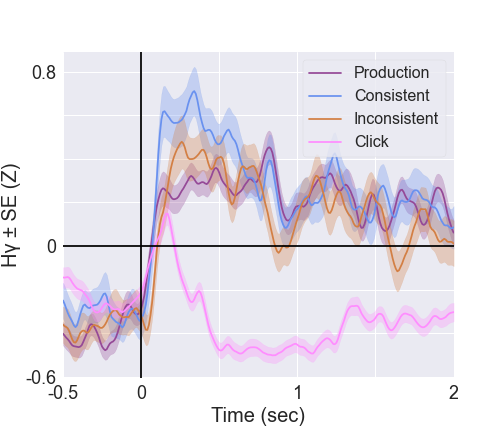 Hγ ± SE (Z)
0.8
0
-0.6
Production
Consistent
Inconsistent
Click
-0.5 0 1 2
Time (sec)